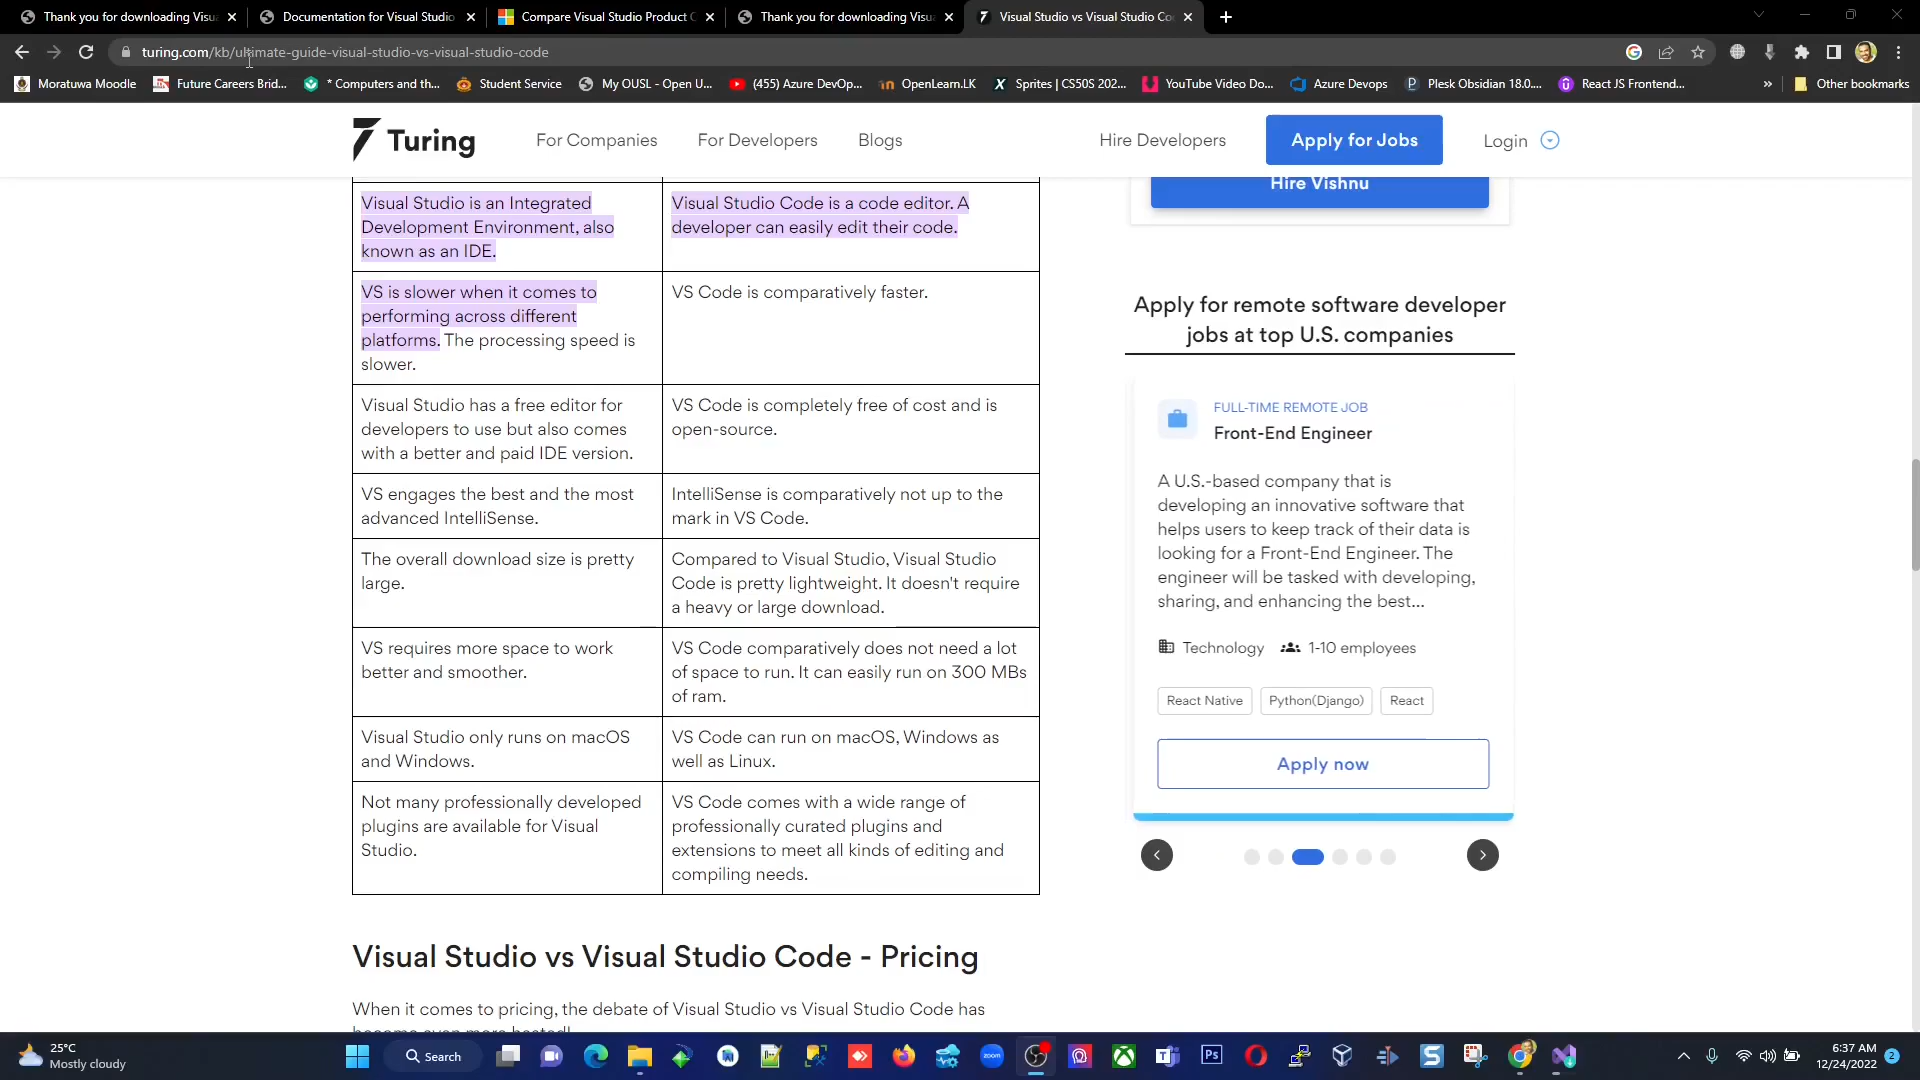 Thank you for downloading Visua
Documentation for Visual Studio
Compare Visual Studio Product C
Thank you for downloading Visua
Visual Studio vs Visual Studio Co
turing.com/kb/ultimate-guide-visual-studio-vs-visual-studio-code
Moratuwa Moodle
Future Careers Brid...
* Computers and th...
Student Service
My OUSL - Open U...
(455) Azure DevOp...
OpenLearn.LK
Sprites | CS50S 202...
YouTube Video Do...
Azure Devops
Plesk Obsidian 18.0....
React JS Frontend...
»
Other bookmarks
Turing
For Companies
For Developers
Blogs
Hire Developers
Apply for Jobs
Login
Visual Studio is an Integrated
Development Environment, also
known as an IDE.
Visual Studio Code is a code editor. A
developer can easily edit their code.
VS is slower when it comes to
performing across different
platforms. The processing speed is
slower.
VS Code is comparatively faster.
Visual Studio has a free editor for
developers to use but also comes
with a better and paid IDE version.
VS Code is completely free of cost and is
open-source.
VS engages the best and the most
advanced IntelliSense.
IntelliSense is comparatively not up to the
mark in VS Code.
The overall download size is pretty
large.
Compared to Visual Studio, Visual Studio
Code is pretty lightweight. It doesn't require
a heavy or large download.
VS requires more space to work
better and smoother.
VS Code comparatively does not need a lot
of space to run. It can easily run on 300 MBs
of ram.
Visual Studio only runs on macOS
and Windows.
VS Code can run on macOS, Windows as
well as Linux.
Not many professionally developed
plugins are available for Visual
Studio.
VS Code comes with a wide range of
professionally curated plugins and
extensions to meet all kinds of editing and
compiling needs.
Visual Studio vs Visual Studio Code - Pricing
When it comes to pricing, the debate of Visual Studio vs Visual Studio Code has
become even more heated!
Hire Vishnu
Apply for remote software developer
jobs at top U.S. companies
FULL-TIME REMOTE JOB
Front-End Engineer
A U.S.-based company that is
developing an innovative software that
helps users to keep track of their data is
looking for a Front-End Engineer. The
engineer will be tasked with developing,
sharing, and enhancing the best...
Technology
1-10 employees
React Native
Python(Django)
React
Apply now
25°C
Mostly cloudy
Search
zoom
Ps
6:37 AM
12/24/2022
2